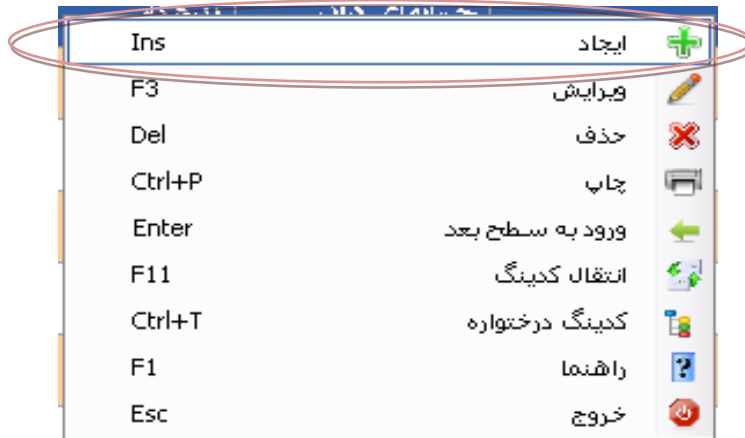 ایجاد Ins
ویرایش F3
حذف Del
چاپ Ctrl+P
ورود به سطح بعد Enter
انتقال کدینگ F11
کدینگ درختواره Ctrl+T
راهنما F1
خروج Esc